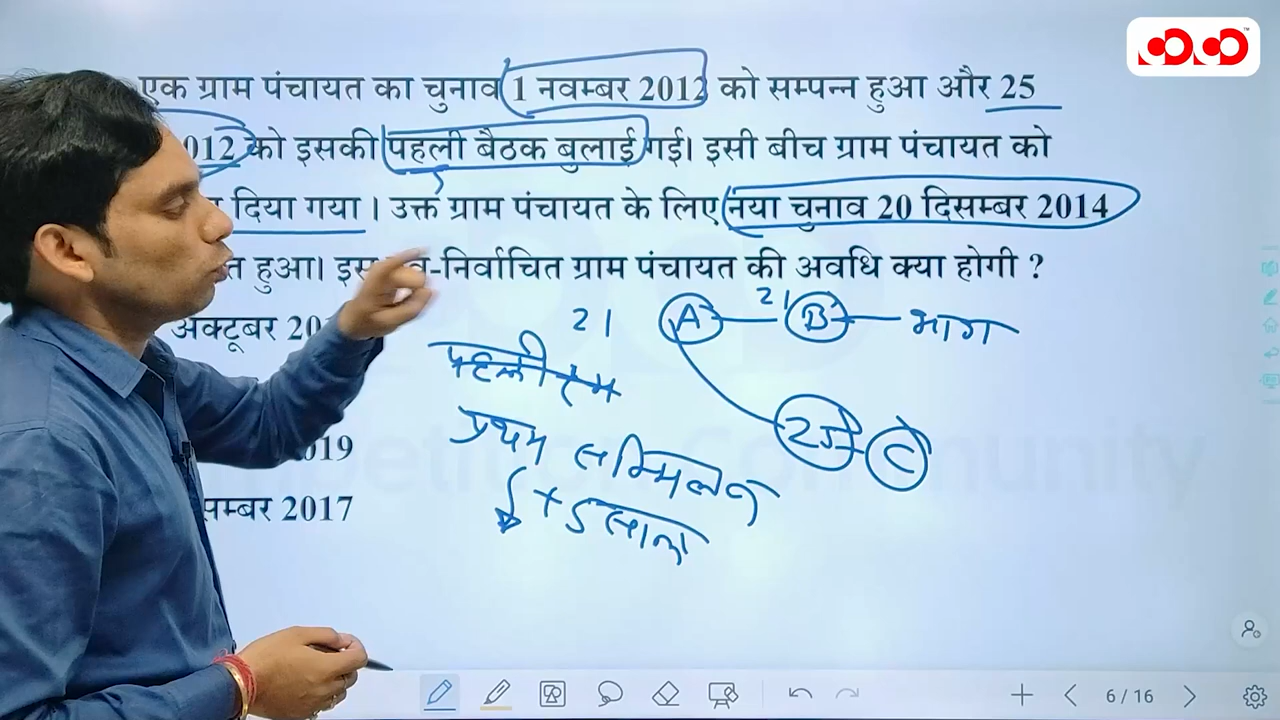 एक ग्राम पंचायत का चुनाव 1 नवम्बर 2012 को सम्पन्न हुआ और 25
012 को इसकी पहली बैठक बुलाई गई। इसी बीच ग्राम पंचायत को
दिया गया । उक्त ग्राम पंचायत के लिए नया चुनाव 20 दिसम्बर 2014
हुआ। इस -निर्वाचित ग्राम पंचायत की अवधि क्या होगी ?
21 A 21 B भाग
अक्टूबर 20
पहली
प्रथम सम्मिलन C
019
+ 5 साल
सम्बर 2017
6 / 16